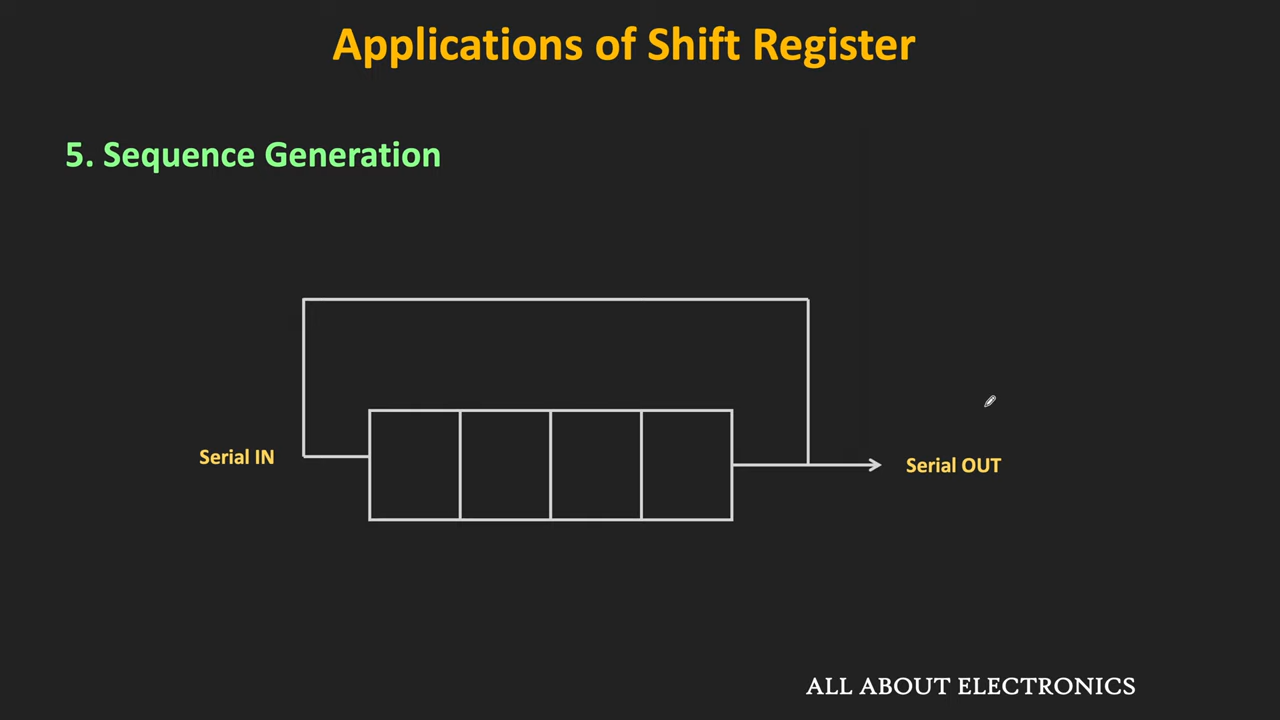 Applications of Shift Register
5. Sequence Generation
Serial IN
Serial OUT
ALL ABOUT ELECTRONICS